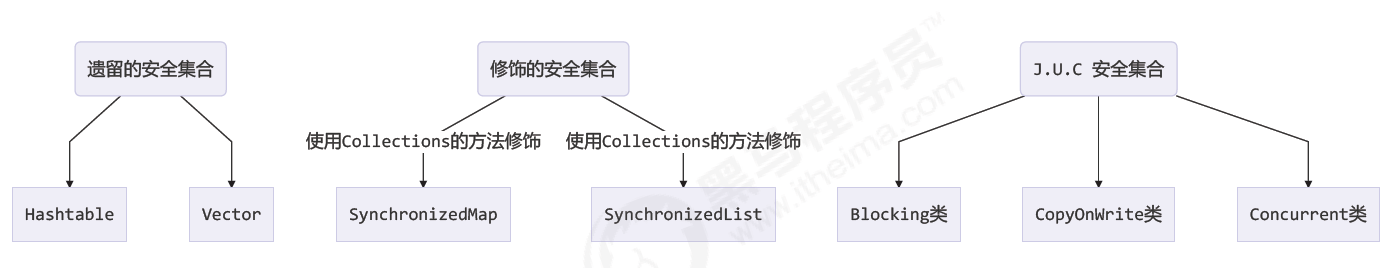 遗留的安全集合
修饰的安全集合
J.U.C 安全集合
使用Collections的方法修饰
使用Collections的方法修饰
Hashtable
Vector
SynchronizedMap
SynchronizedList
Blocking类
CopyOnWrite类
Concurrent类
黑马程序员™
www.itheima.com